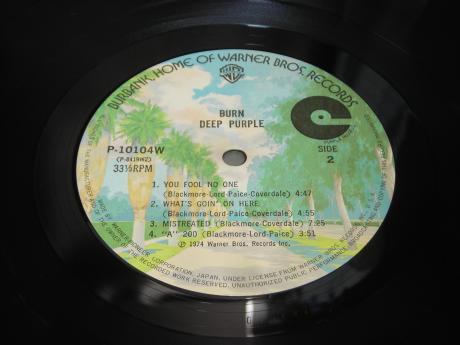 BURBANK, HOME OF WARNER BROS. RECORDS
BURN
DEEP PURPLE
P-10104W
(P-8419W2)
33⅓RPM
SIDE
2
1. YOU FOOL NO ONE
(Blackmore-Lord-Paice-Coverdale) 4:47
2. WHAT'S GOIN' ON HERE
(Blackmore-Lord-Paice-Coverdale) 4:55
3. MISTREATED (Blackmore-Coverdale) 7:25
4. "A" 200 (Blackmore-Lord-Paice) 3:51
Ⓟ 1974 Warner Bros. Records Inc.
CORPORATION, JAPAN, UNDER LICENSE FROM WARNER BROS.
OF THE RECORDED WORK RESERVED. UNAUTHORIZED PUBLIC PERFORMANCE,